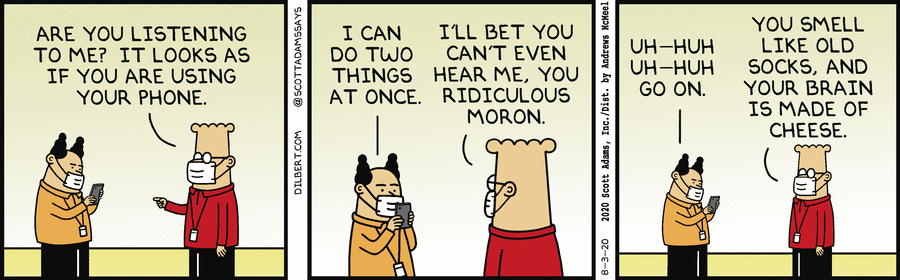 ARE YOU LISTENING
TO ME? IT LOOKS AS
IF YOU ARE USING
YOUR PHONE.
DILBERT.COM @SCOTTADAMSSAYS
I CAN
DO TWO
THINGS
AT ONCE.
I'LL BET YOU
CAN'T EVEN
HEAR ME, YOU
RIDICULOUS
MORON.
8-3-20 2020 Scott Adams, Inc./Dist. by Andrews McMeel
UH-HUH
UH-HUH
GO ON.
YOU SMELL
LIKE OLD
SOCKS, AND
YOUR BRAIN
IS MADE OF
CHEESE.